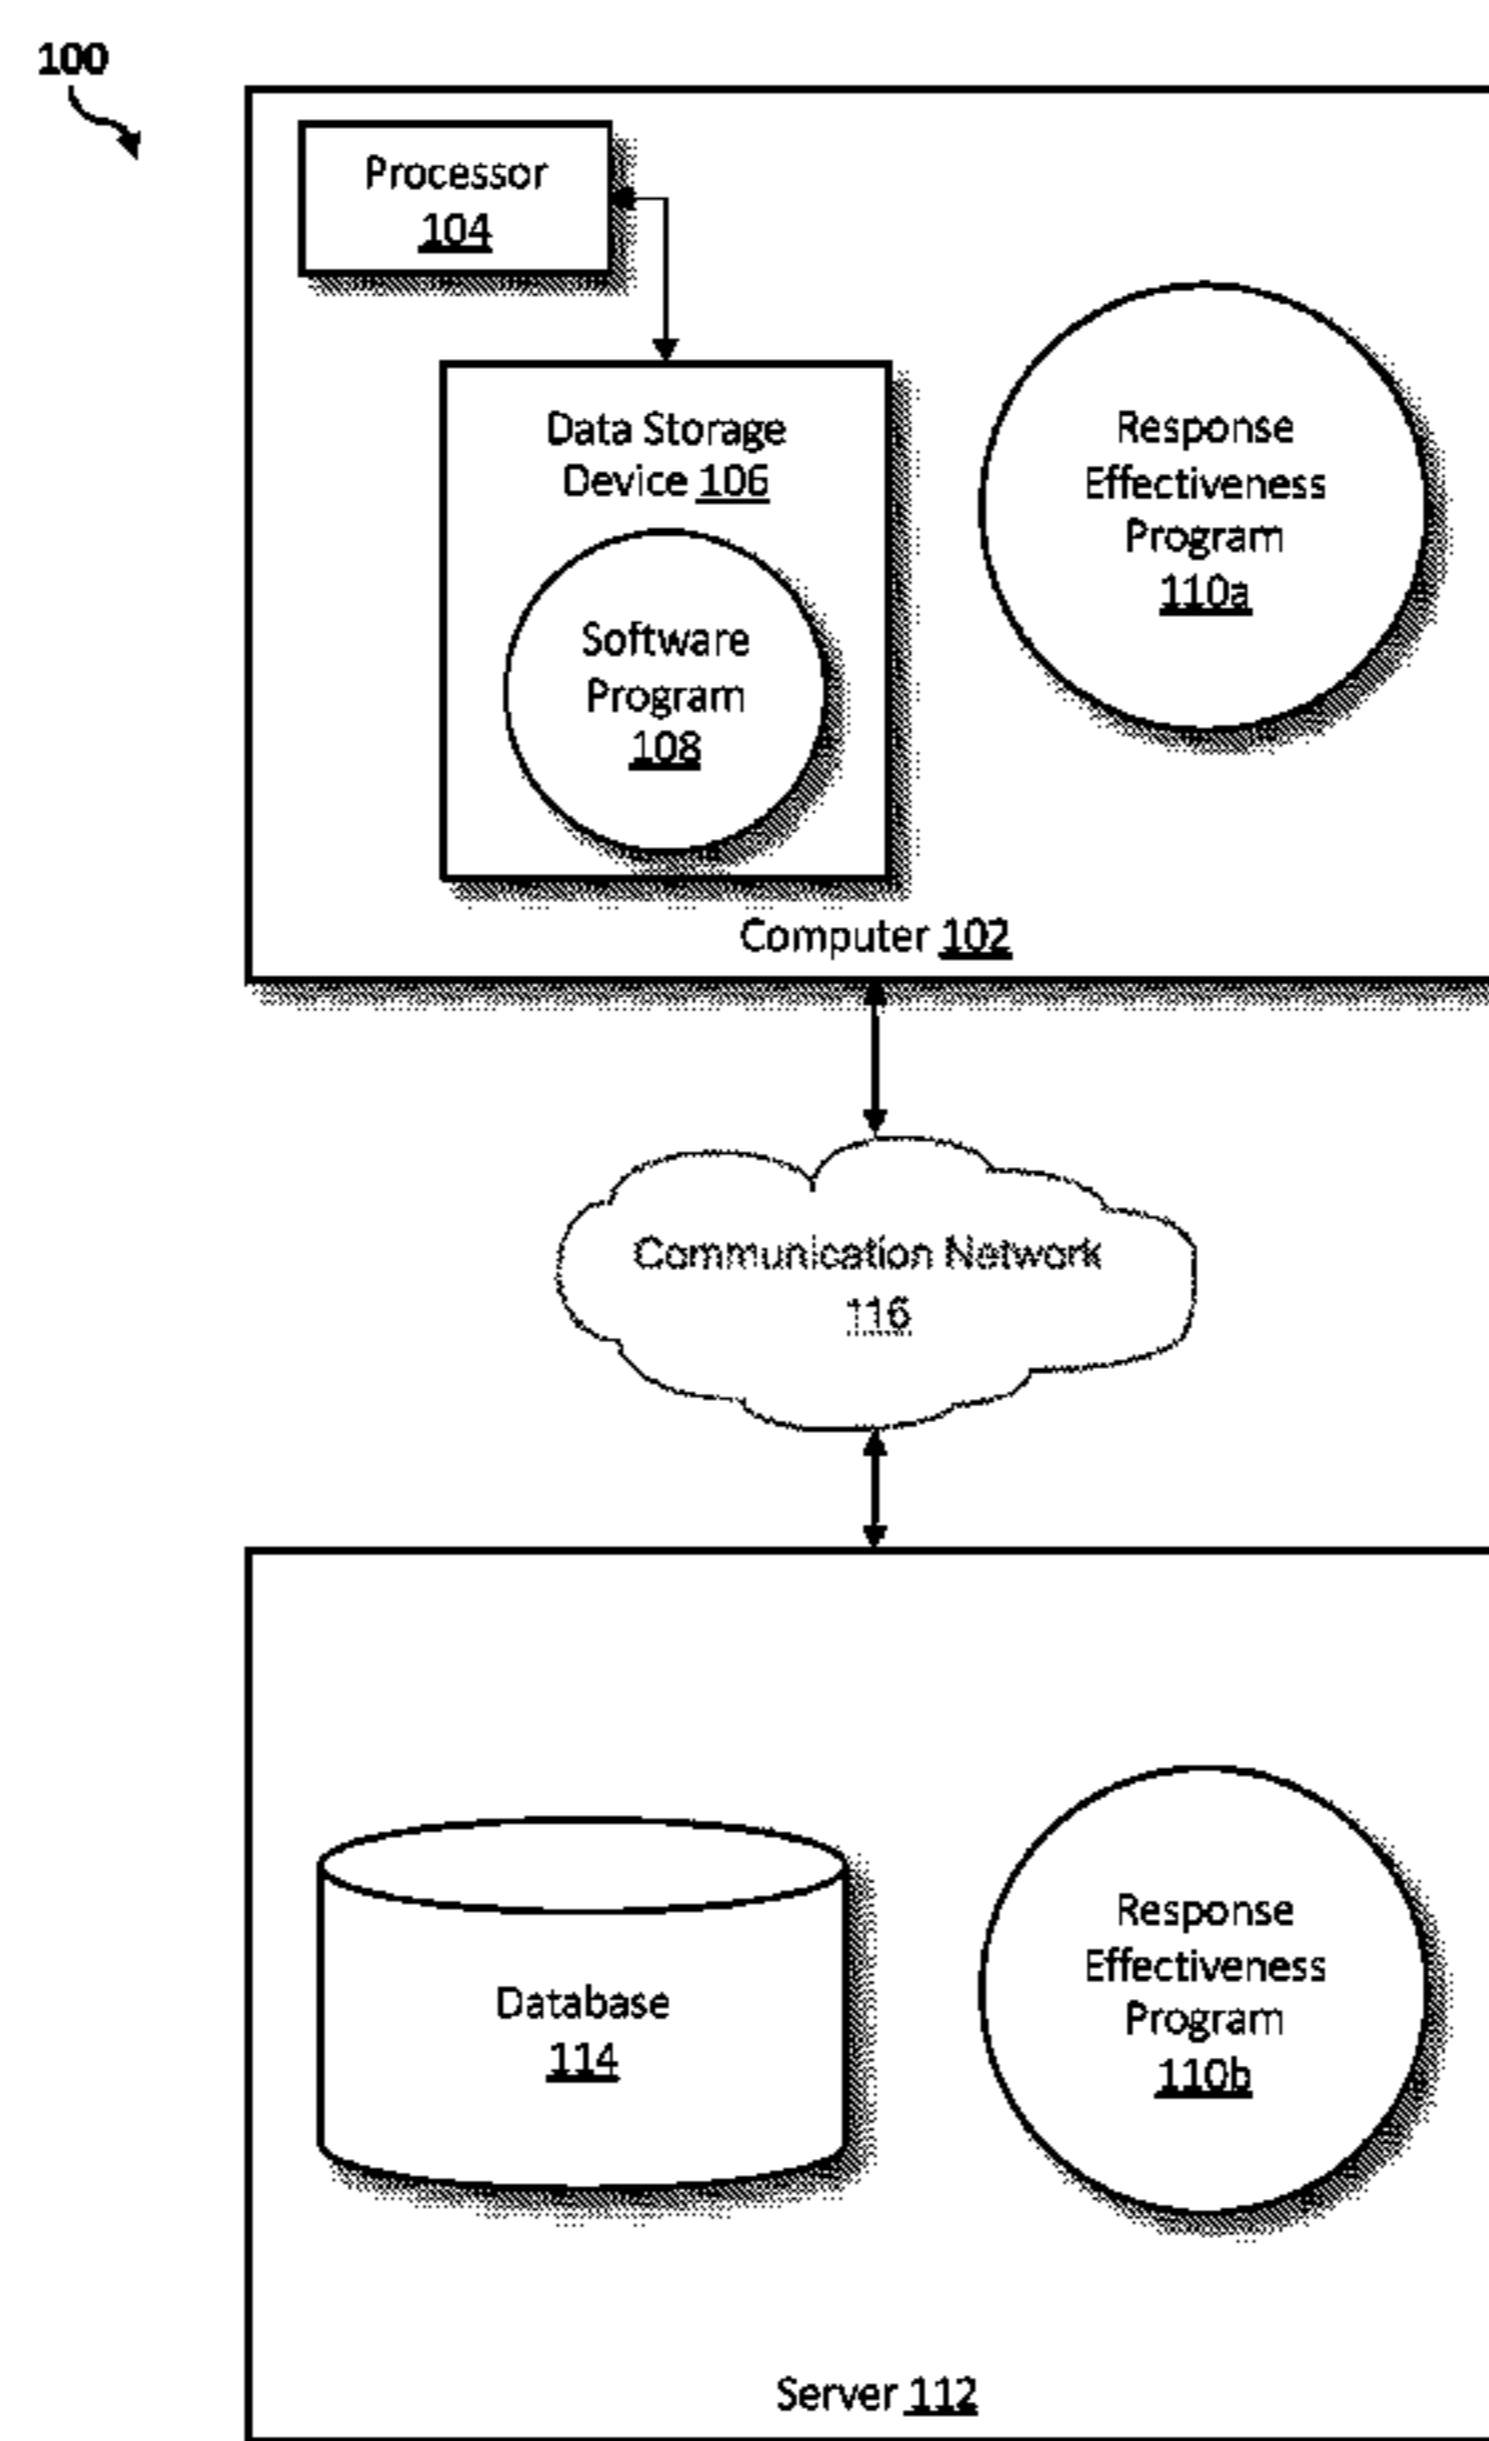 100
Processor
104
Data Storage
Device 106
Software
Program
108
Response
Effectiveness
Program
110a
Computer 102
Communication Network
116
Database
114
Response
Effectiveness
Program
110b
Server 112